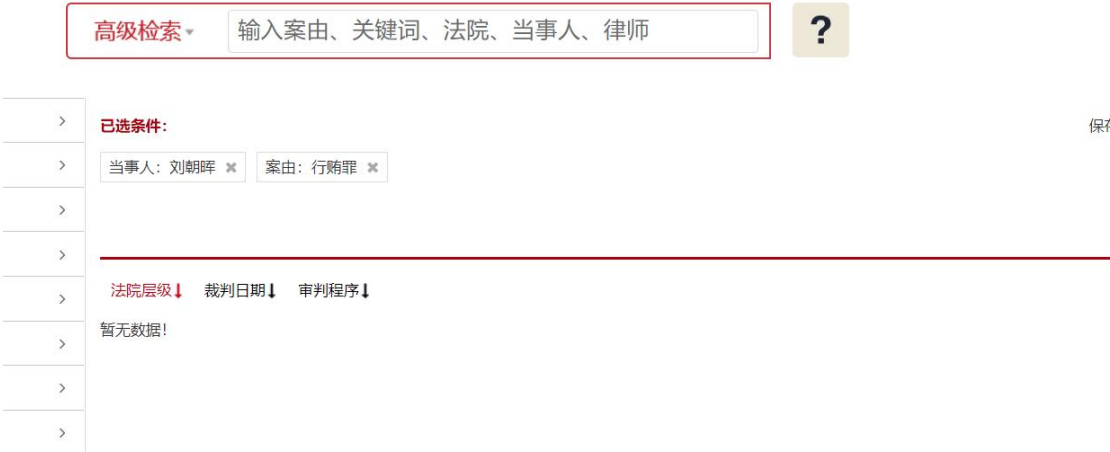 高级检索
输入案由、关键词、法院、当事人、律师
?
已选条件：
保存
当事人：刘朝晖 ×
案由：行贿罪 ×
法院层级↓ 裁判日期↓ 审判程序↓
暂无数据！